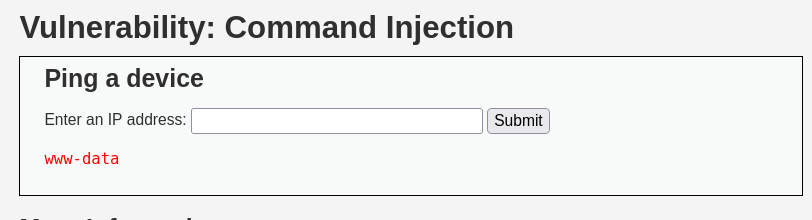 Vulnerability: Command Injection
Ping a device
Enter an IP address: Submit
www-data